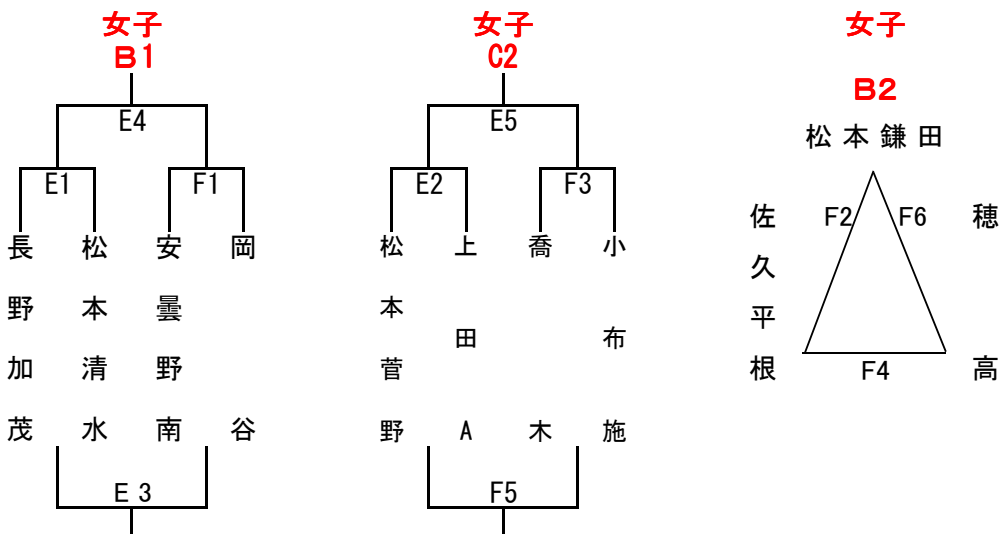 女子
B1
E4
E1
F1
長野加茂
松本清水
安曇野南
岡谷
E3
女子
C2
E5
E2
F3
松本菅野
上田A
喬木
小布施
F5
女子
B2
松本鎌田
F2
F6
佐久平根
穂高
F4